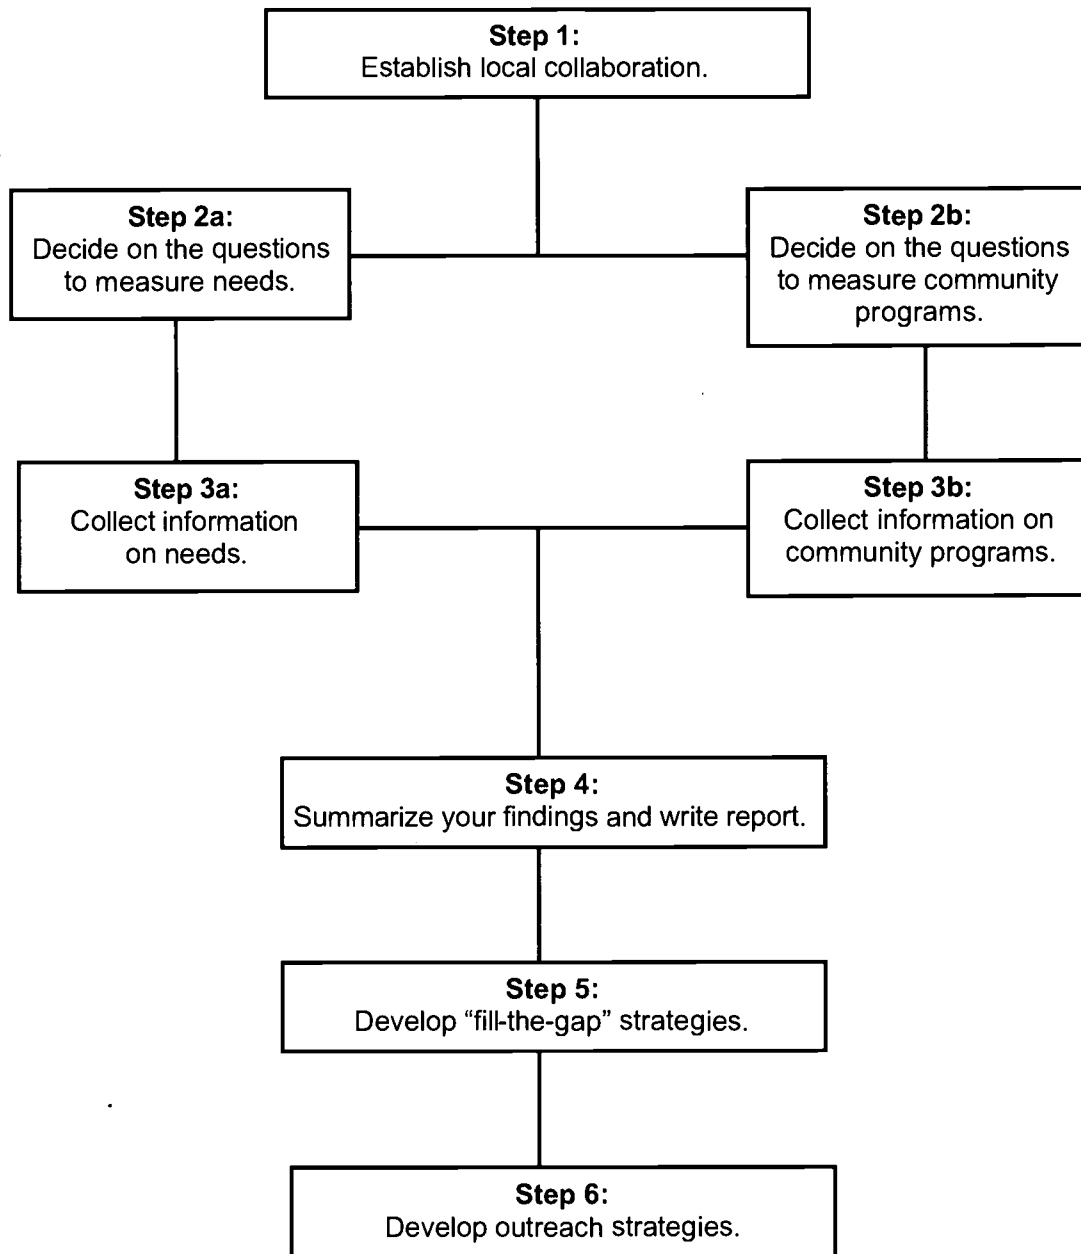 Step 1:
Establish local collaboration.
Step 2a:
Decide on the questions
to measure needs.
Step 2b:
Decide on the questions
to measure community
programs.
Step 3a:
Collect information
on needs.
Step 3b:
Collect information on
community programs.
Step 4:
Summarize your findings and write report.
Step 5:
Develop “fill-the-gap” strategies.
Step 6:
Develop outreach strategies.